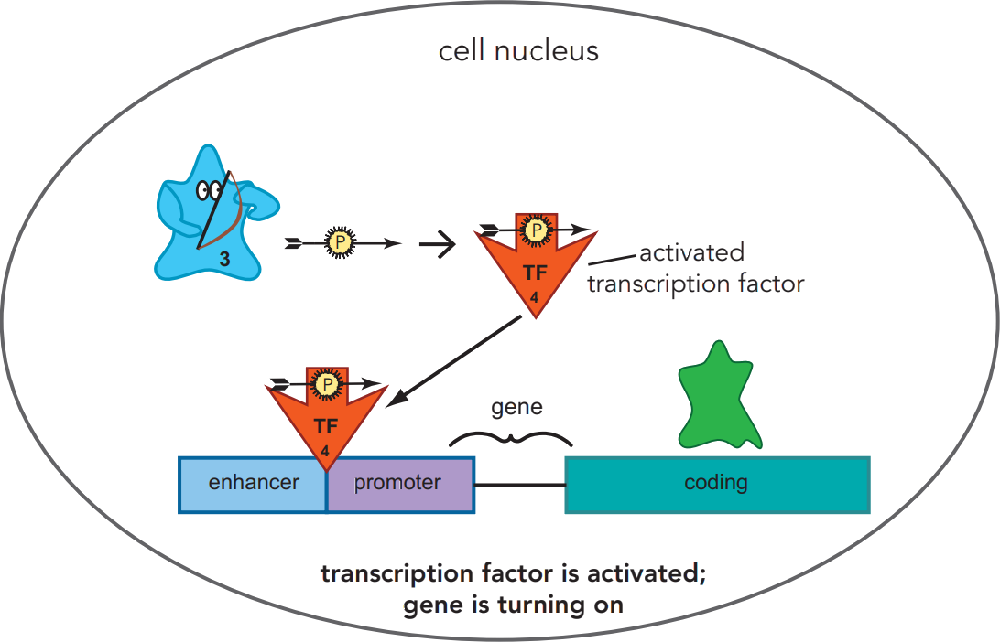 cell nucleus
3
P
P
TF
4
activated
transcription factor
P
TF
4
gene
enhancer
promoter
coding
transcription factor is activated;
gene is turning on